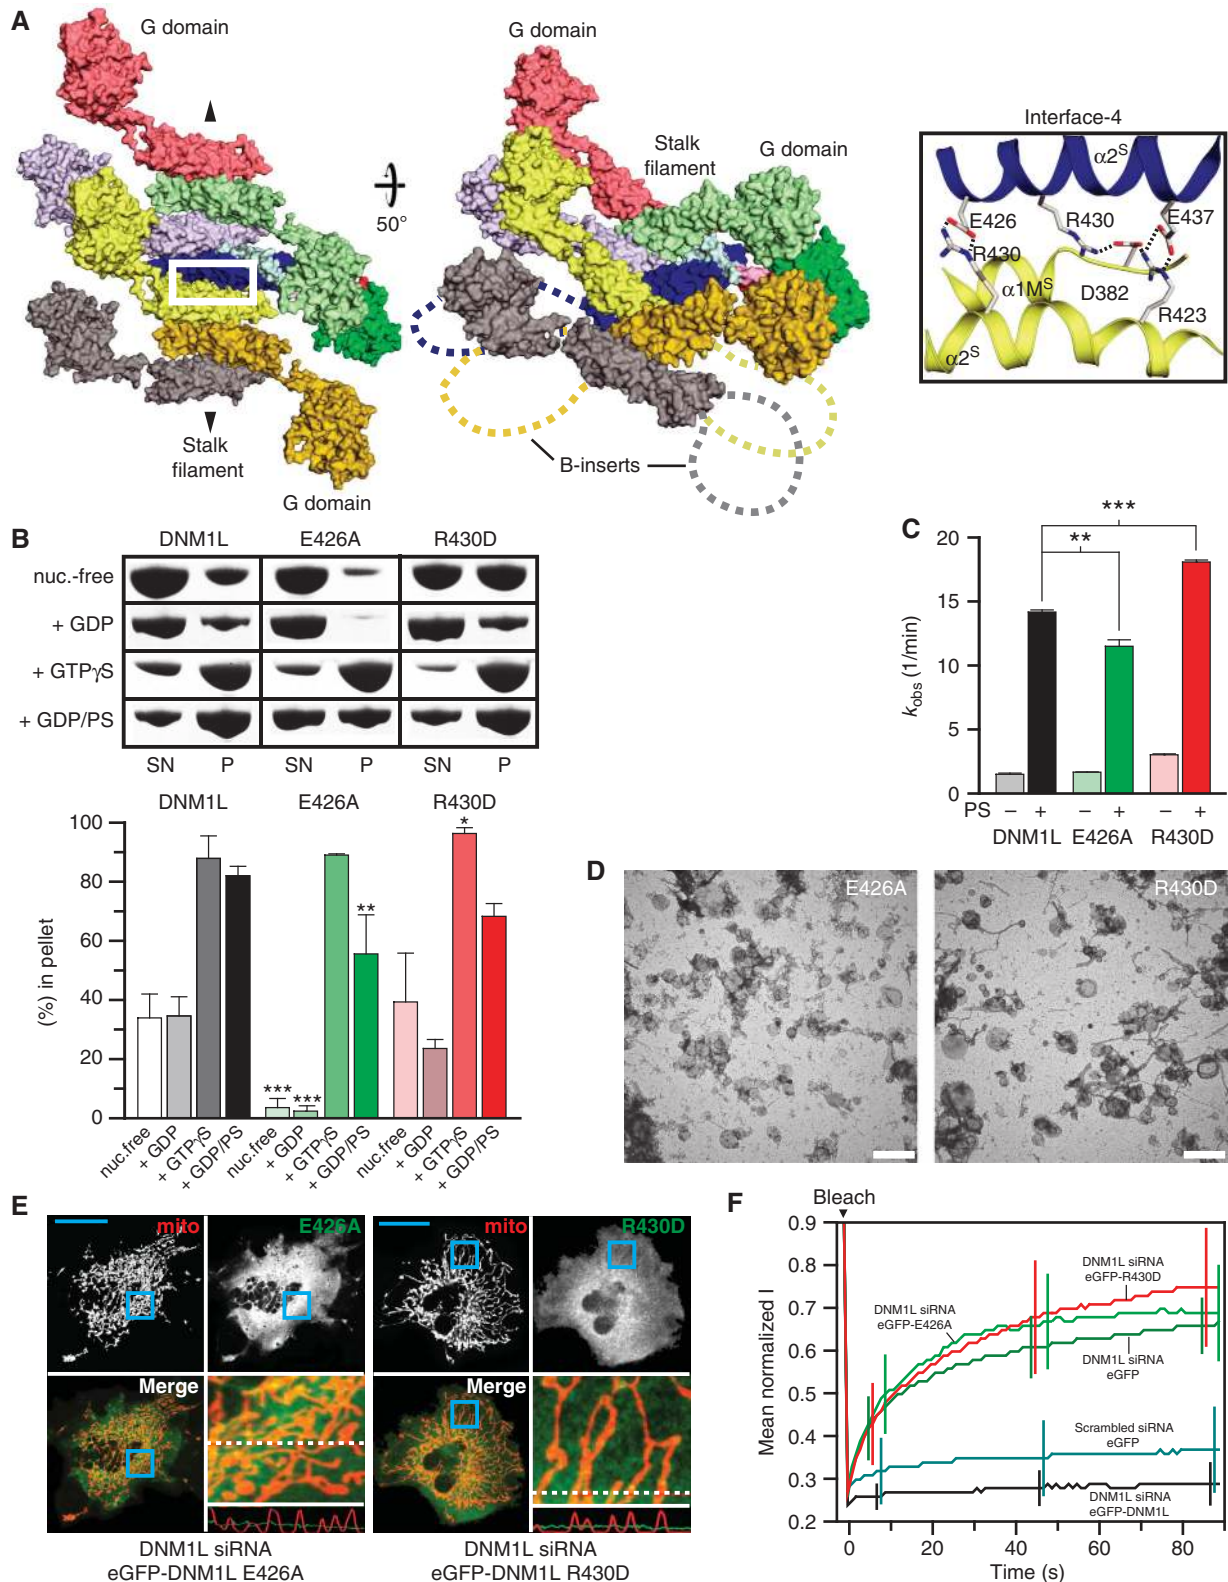 A
G domain
G domain
50°
Stalk
filament
G domain
Stalk
filament
G domain
B-inserts
Interface-4
α2S
E426
R430
E437
R430
α1MS
D382
R423
α2S
B
DNM1L
E426A
R430D
nuc.-free
+ GDP
+ GTPγS
+ GDP/PS
SN
P
SN
P
SN
P
DNM1L
E426A
R430D
(%) in pellet
100
80
60
40
20
0
***
***
**
*
nuc.free
+ GDP
+ GTPγS
+ GDP/PS
nuc.free
+ GDP
+ GTPγS
+ GDP/PS
nuc.free
+ GDP
+ GTPγS
+ GDP/PS
C
***
**
kobs (1/min)
20
15
10
5
0
PS
–
+
–
+
–
+
DNM1L
E426A
R430D
D
E426A
R430D
E
mito
E426A
mito
R430D
Merge
Merge
DNM1L siRNA
eGFP-DNM1L E426A
DNM1L siRNA
eGFP-DNM1L R430D
F
Bleach
Mean normalized I
0.9
0.8
0.7
0.6
0.5
0.4
0.3
0.2
DNM1L siRNA
eGFP-R430D
DNM1L siRNA
eGFP-E426A
DNM1L siRNA
eGFP
Scrambled siRNA
eGFP
DNM1L siRNA
eGFP-DNM1L
0
20
40
60
80
Time (s)